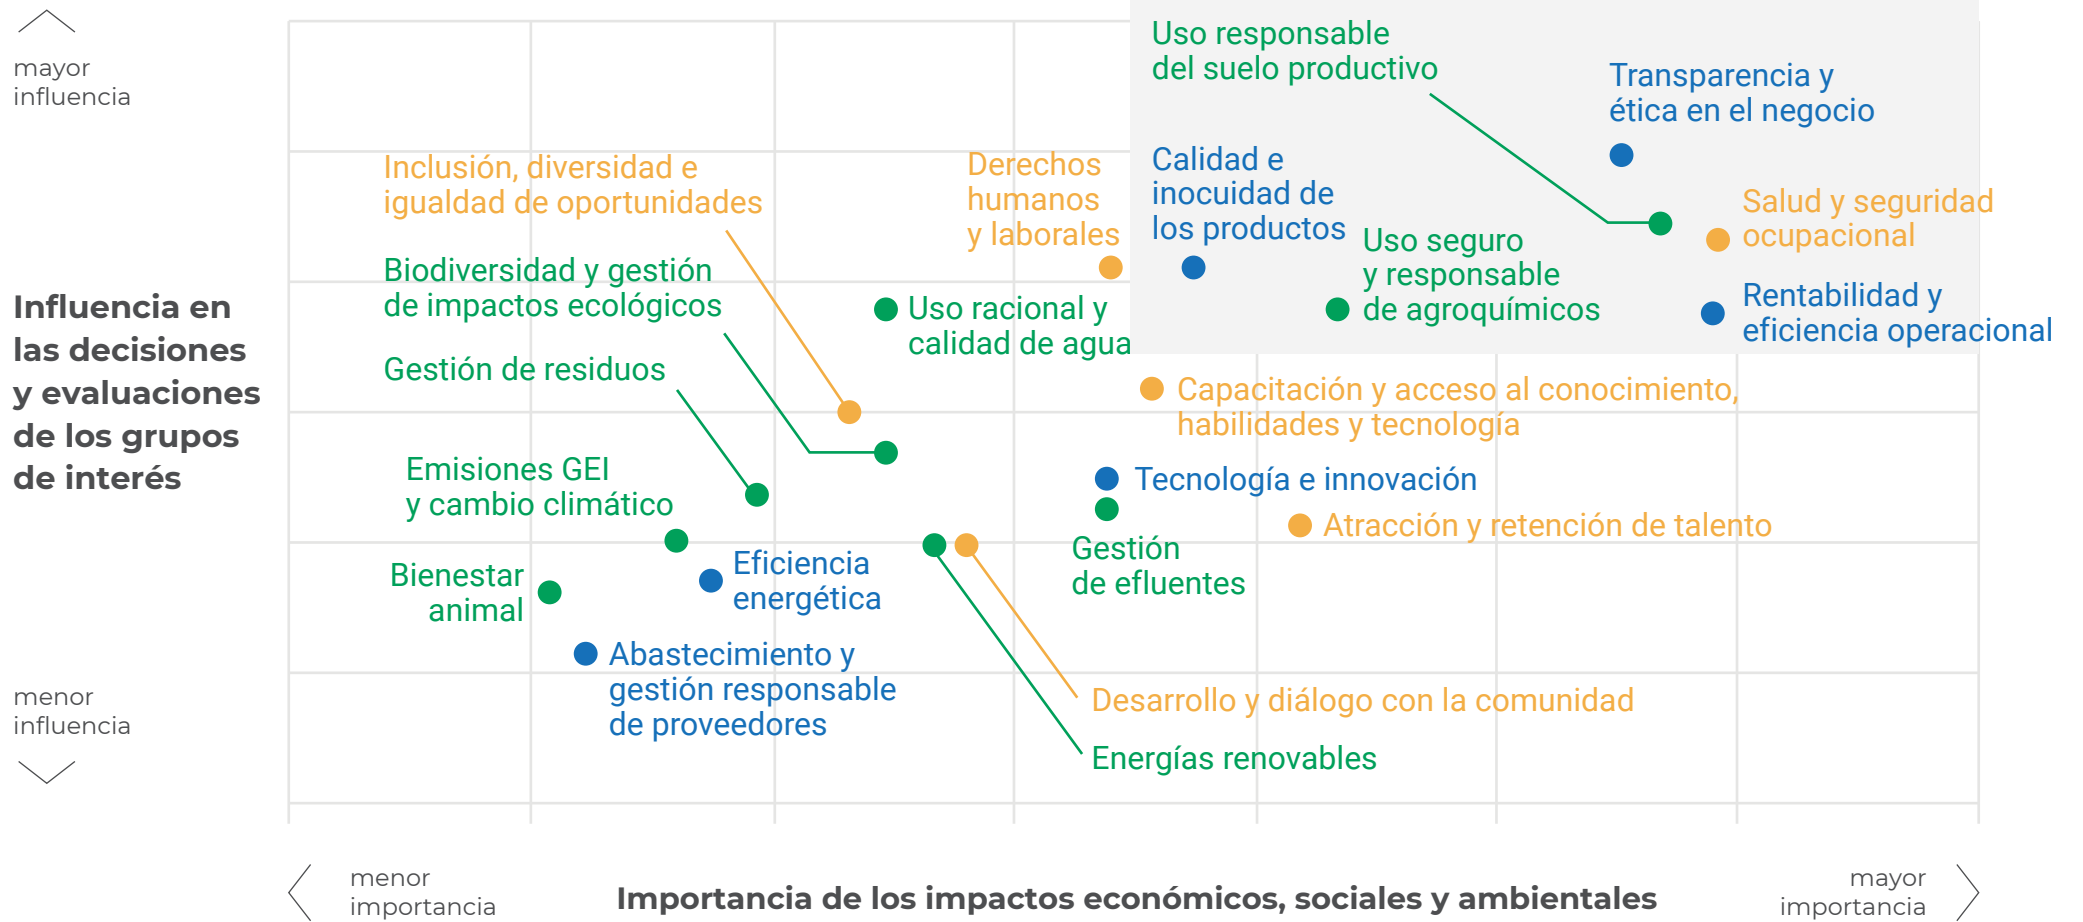 mayor
influencia
Influencia en
las decisiones
y evaluaciones
de los grupos
de interés
menor
influencia
Uso responsable
del suelo productivo
Transparencia y
ética en el negocio
Inclusión, diversidad e
igualdad de oportunidades
Derechos
humanos
y laborales
Calidad e
inocuidad de
los productos
Salud y seguridad
ocupacional
Uso seguro
y responsable
de agroquímicos
Biodiversidad y gestión
de impactos ecológicos
Uso racional y
calidad de agua
Rentabilidad y
eficiencia operacional
Gestión de residuos
Capacitación y acceso al conocimiento,
habilidades y tecnología
Emisiones GEI
y cambio climático
Tecnología e innovación
Atracción y retención de talento
Gestión
de efluentes
Bienestar
animal
Eficiencia
energética
Abastecimiento y
gestión responsable
de proveedores
Desarrollo y diálogo con la comunidad
Energías renovables
menor
importancia
Importancia de los impactos económicos, sociales y ambientales
mayor
importancia